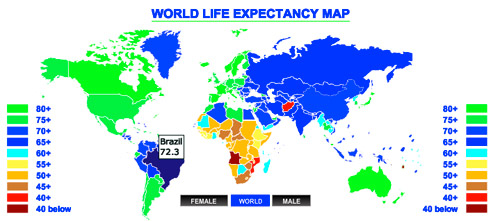 WORLD LIFE EXPECTANCY MAP
Brazil
72.3
80+
75+
70+
65+
60+
55+
50+
45+
40+
40 below
80+
75+
70+
65+
60+
55+
50+
45+
40+
40 below
FEMALE
WORLD
MALE